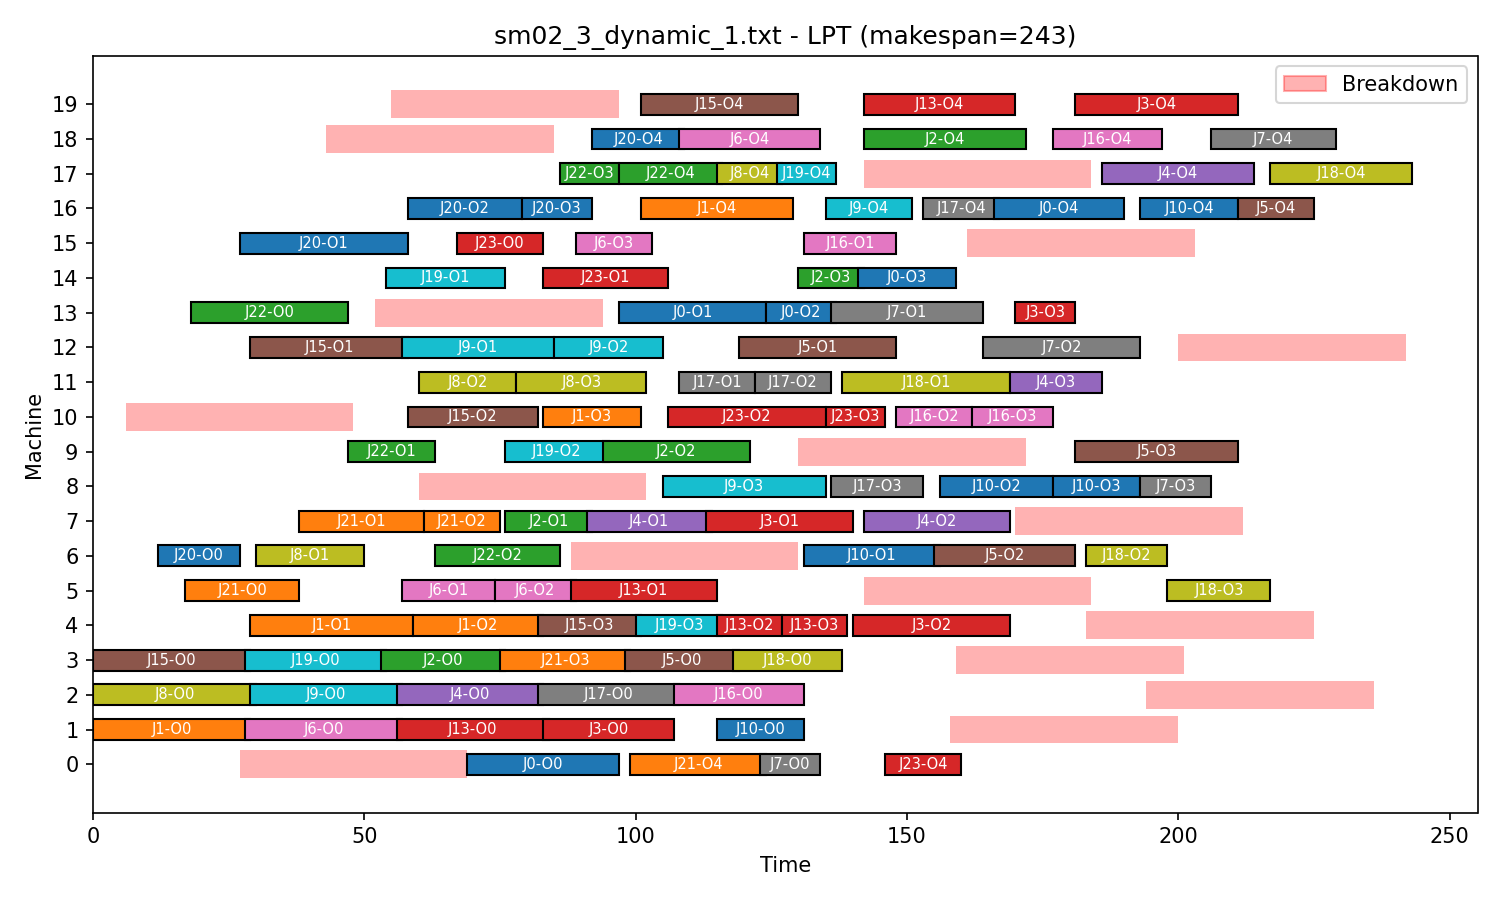 sm02_3_dynamic_1.txt - LPT (makespan=243)
Breakdown
19 J15-O4 J13-O4 J3-O4
18 J20-O4 J6-O4 J2-O4 J16-O4 J7-O4
17 J22-O3 J22-O4 J8-O4 J19-O4 J4-O4 J18-O4
16 J20-O2 J20-O3 J1-O4 J9-O4 J17-O4 J0-O4 J10-O4 J5-O4
15 J20-O1 J23-O0 J6-O3 J16-O1
14 J19-O1 J23-O1 J2-O3 J0-O3
13 J22-O0 J0-O1 J0-O2 J7-O1 J3-O3
12 J15-O1 J9-O1 J9-O2 J5-O1 J7-O2
11 J8-O2 J8-O3 J17-O1 J17-O2 J18-O1 J4-O3
10 J15-O2 J1-O3 J23-O2 J23-O3 J16-O2 J16-O3
9 J22-O1 J19-O2 J2-O2 J5-O3
8 J9-O3 J17-O3 J10-O2 J10-O3 J7-O3
7 J21-O1 J21-O2 J2-O1 J4-O1 J3-O1 J4-O2
6 J20-O0 J8-O1 J22-O2 J10-O1 J5-O2 J18-O2
5 J21-O0 J6-O1 J6-O2 J13-O1 J18-O3
4 J1-O1 J1-O2 J15-O3 J19-O3 J13-O2 J13-O3 J3-O2
3 J15-O0 J19-O0 J2-O0 J21-O3 J5-O0 J18-O0
2 J8-O0 J9-O0 J4-O0 J17-O0 J16-O0
1 J1-O0 J6-O0 J13-O0 J3-O0 J10-O0
0 J0-O0 J21-O4 J7-O0 J23-O4
Machine
0 50 100 150 200 250
Time